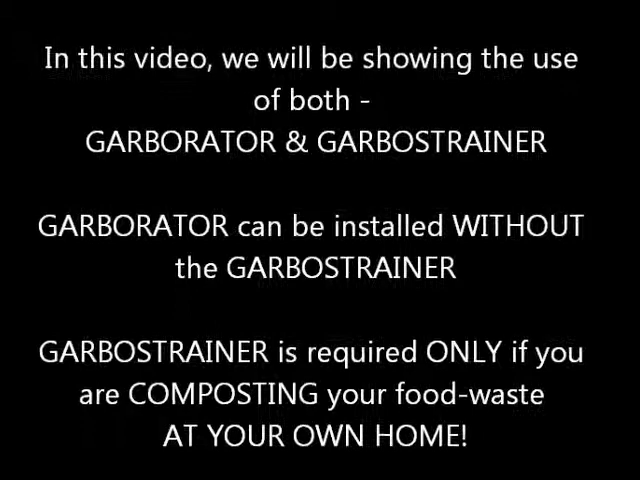 In this video, we will be showing the use
of both -
GARBORATOR & GARBOSTRAINER
GARBORATOR can be installed WITHOUT
the GARBOSTRAINER
GARBOSTRAINER is required ONLY if you
are COMPOSTING your food-waste
AT YOUR OWN HOME!